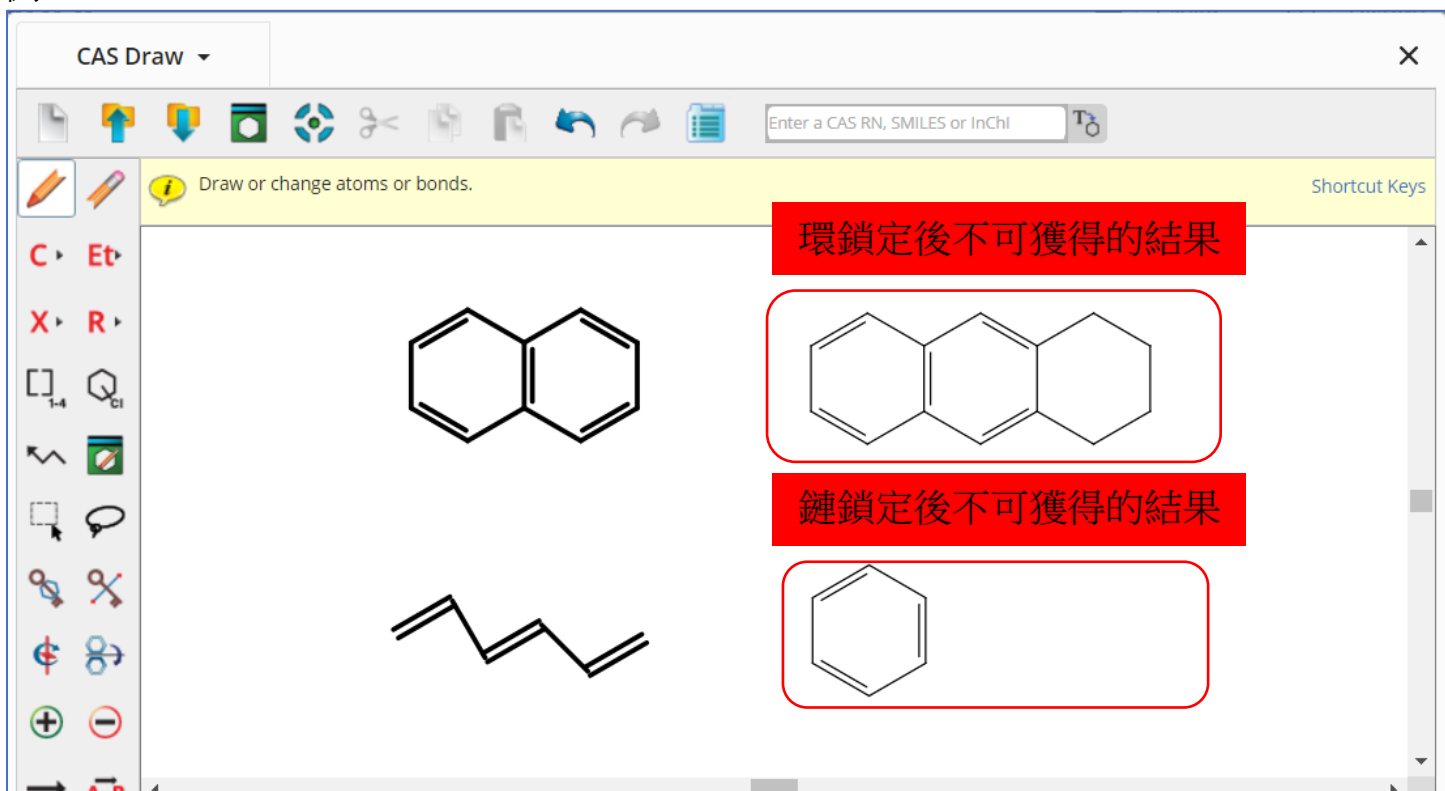 CAS Draw
Enter a CAS RN, SMILES or InChI
T
Draw or change atoms or bonds.
Shortcut Keys
環鎖定後不可獲得的結果
C Et
X R
1-4 Cl
鏈鎖定後不可獲得的結果